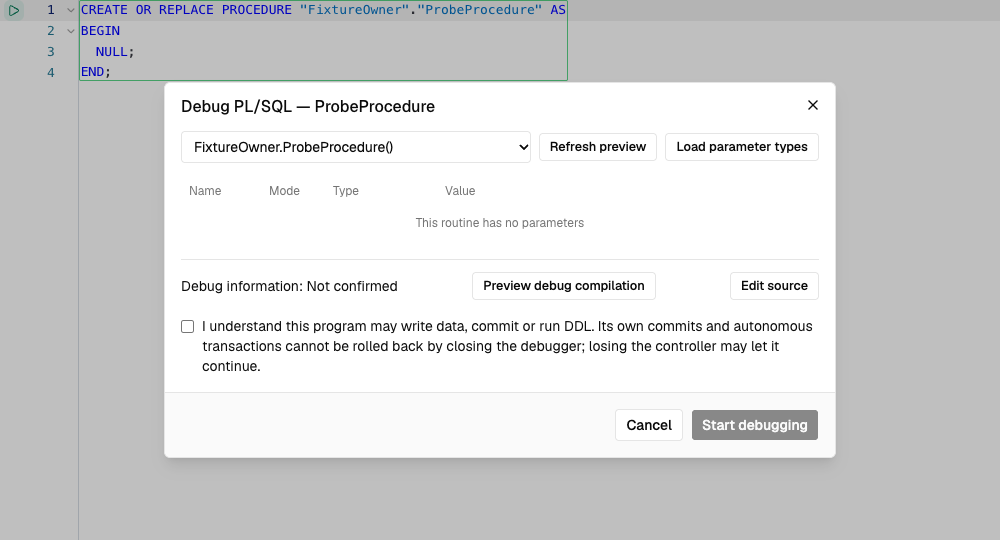 1 CREATE OR REPLACE PROCEDURE "FixtureOwner"."ProbeProcedure" AS
2 BEGIN
3 NULL;
4 END;
Debug PL/SQL — ProbeProcedure
FixtureOwner.ProbeProcedure() Refresh preview Load parameter types
Name Mode Type Value
This routine has no parameters
Debug information: Not confirmed Preview debug compilation Edit source
I understand this program may write data, commit or run DDL. Its own commits and autonomous
transactions cannot be rolled back by closing the debugger; losing the controller may let it
continue.
Cancel Start debugging